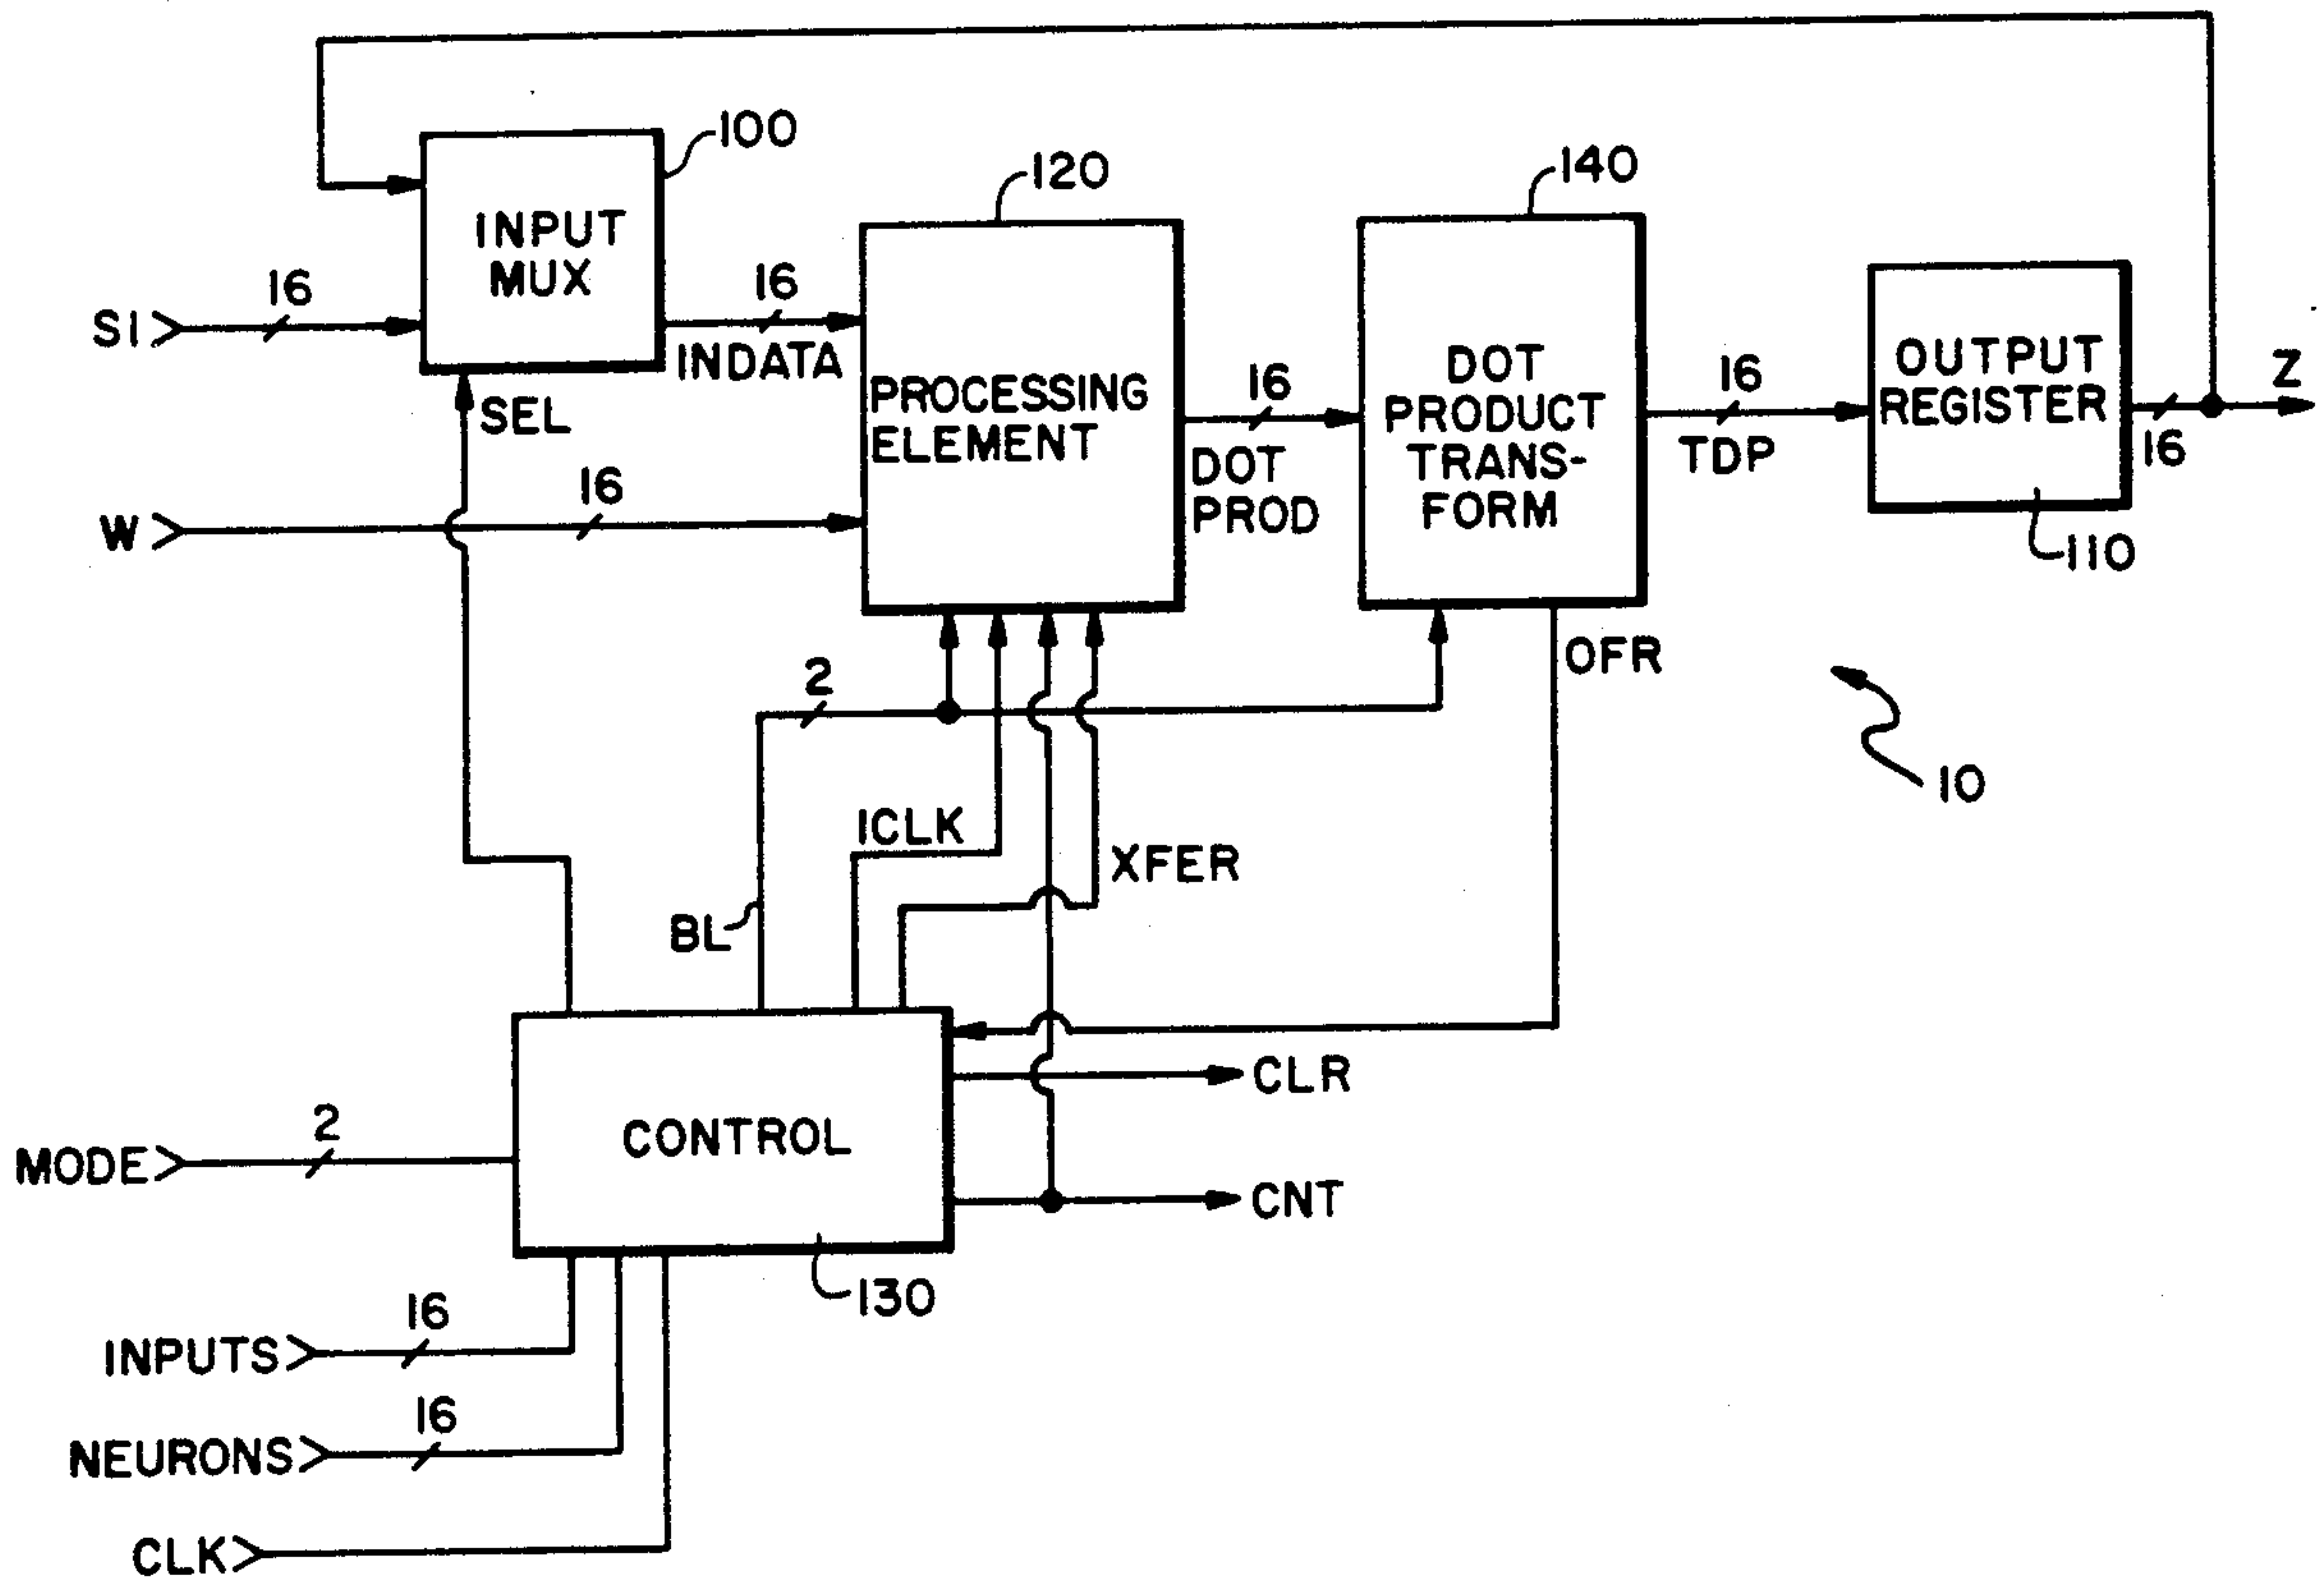 100
INPUT
MUX
120
140
SI
16
16
INDATA
SEL
PROCESSING
ELEMENT
16
DOT
PROD
DOT
PRODUCT
TRANS-
FORM
16
TDP
OUTPUT
REGISTER
Z
16
110
W
16
2
OFR
10
ICLK
XFER
BL
CLR
MODE
2
CONTROL
CNT
130
INPUTS
16
NEURONS
16
CLK